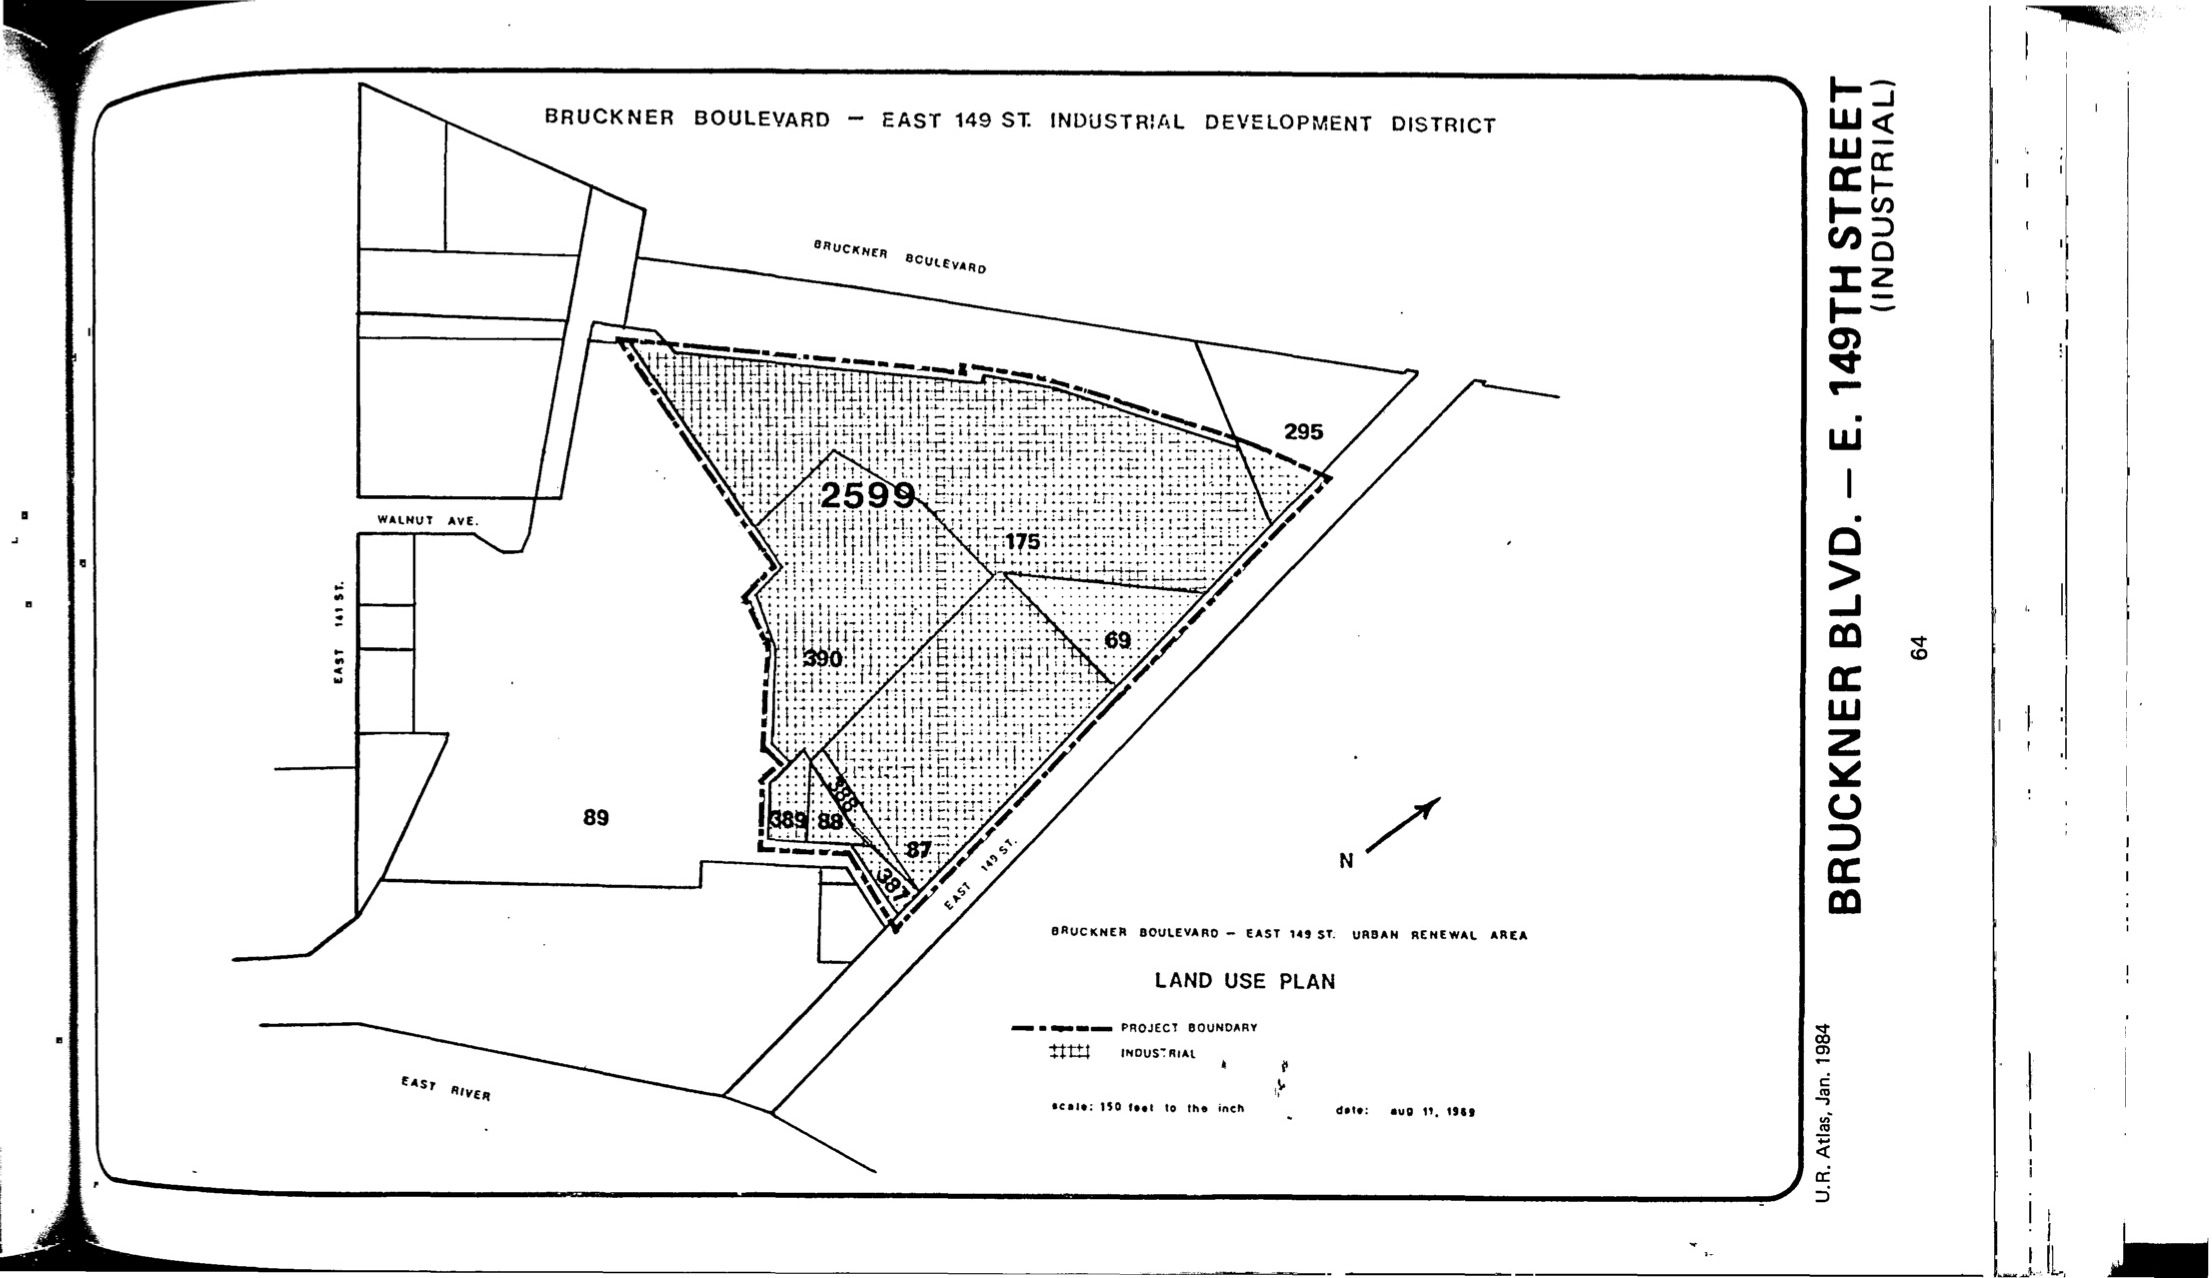 BRUCKNER BOULEVARD — EAST 149 ST. INDUSTRIAL DEVELOPMENT DISTRICT
BRUCKNER BOULEVARD
295
2599
WALNUT AVE.
175
EAST 141 ST.
69
390
388
89
389
88
87
EAST 149 ST.
387
N
BRUCKNER BOULEVARD — EAST 149 ST. URBAN RENEWAL AREA
LAND USE PLAN
PROJECT BOUNDARY
INDUSTRIAL
EAST RIVER
scale: 150 feet to the inch
date: aug 11, 1969
BRUCKNER BLVD. — E. 149TH STREET
(INDUSTRIAL)
64
U.R. Atlas, Jan. 1984